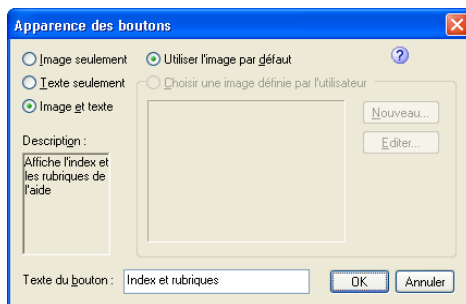 Apparence des boutons
Image seulement
Utiliser l'image par défaut
Texte seulement
Choisir une image définie par l'utilisateur
Image et texte
Nouveau...
Editer...
Description :
Affiche l'index et
les rubriques de
l'aide
Texte du bouton :
Index et rubriques
OK
Annuler